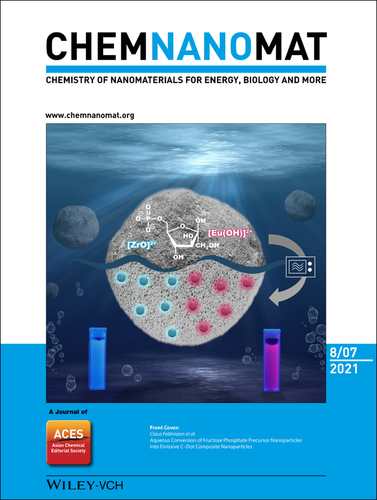 CHEMNANOMAT
CHEMISTRY OF NANOMATERIALS FOR ENERGY, BIOLOGY AND MORE
www.chemnanomat.org
O
O P O
O
O OH
HO
[Eu(OH)]²⁺
[ZrO]²⁺
CH₂OH
OH
8/07
2021
A Journal of
ACES
Asian Chemical
Editorial Society
Front Cover:
Claus Feldmann et al.
Aqueous Conversion of Fructose Phosphate Precursor Nanoparticles
into Emissive C-Dot Composite Nanoparticles
WILEY-VCH